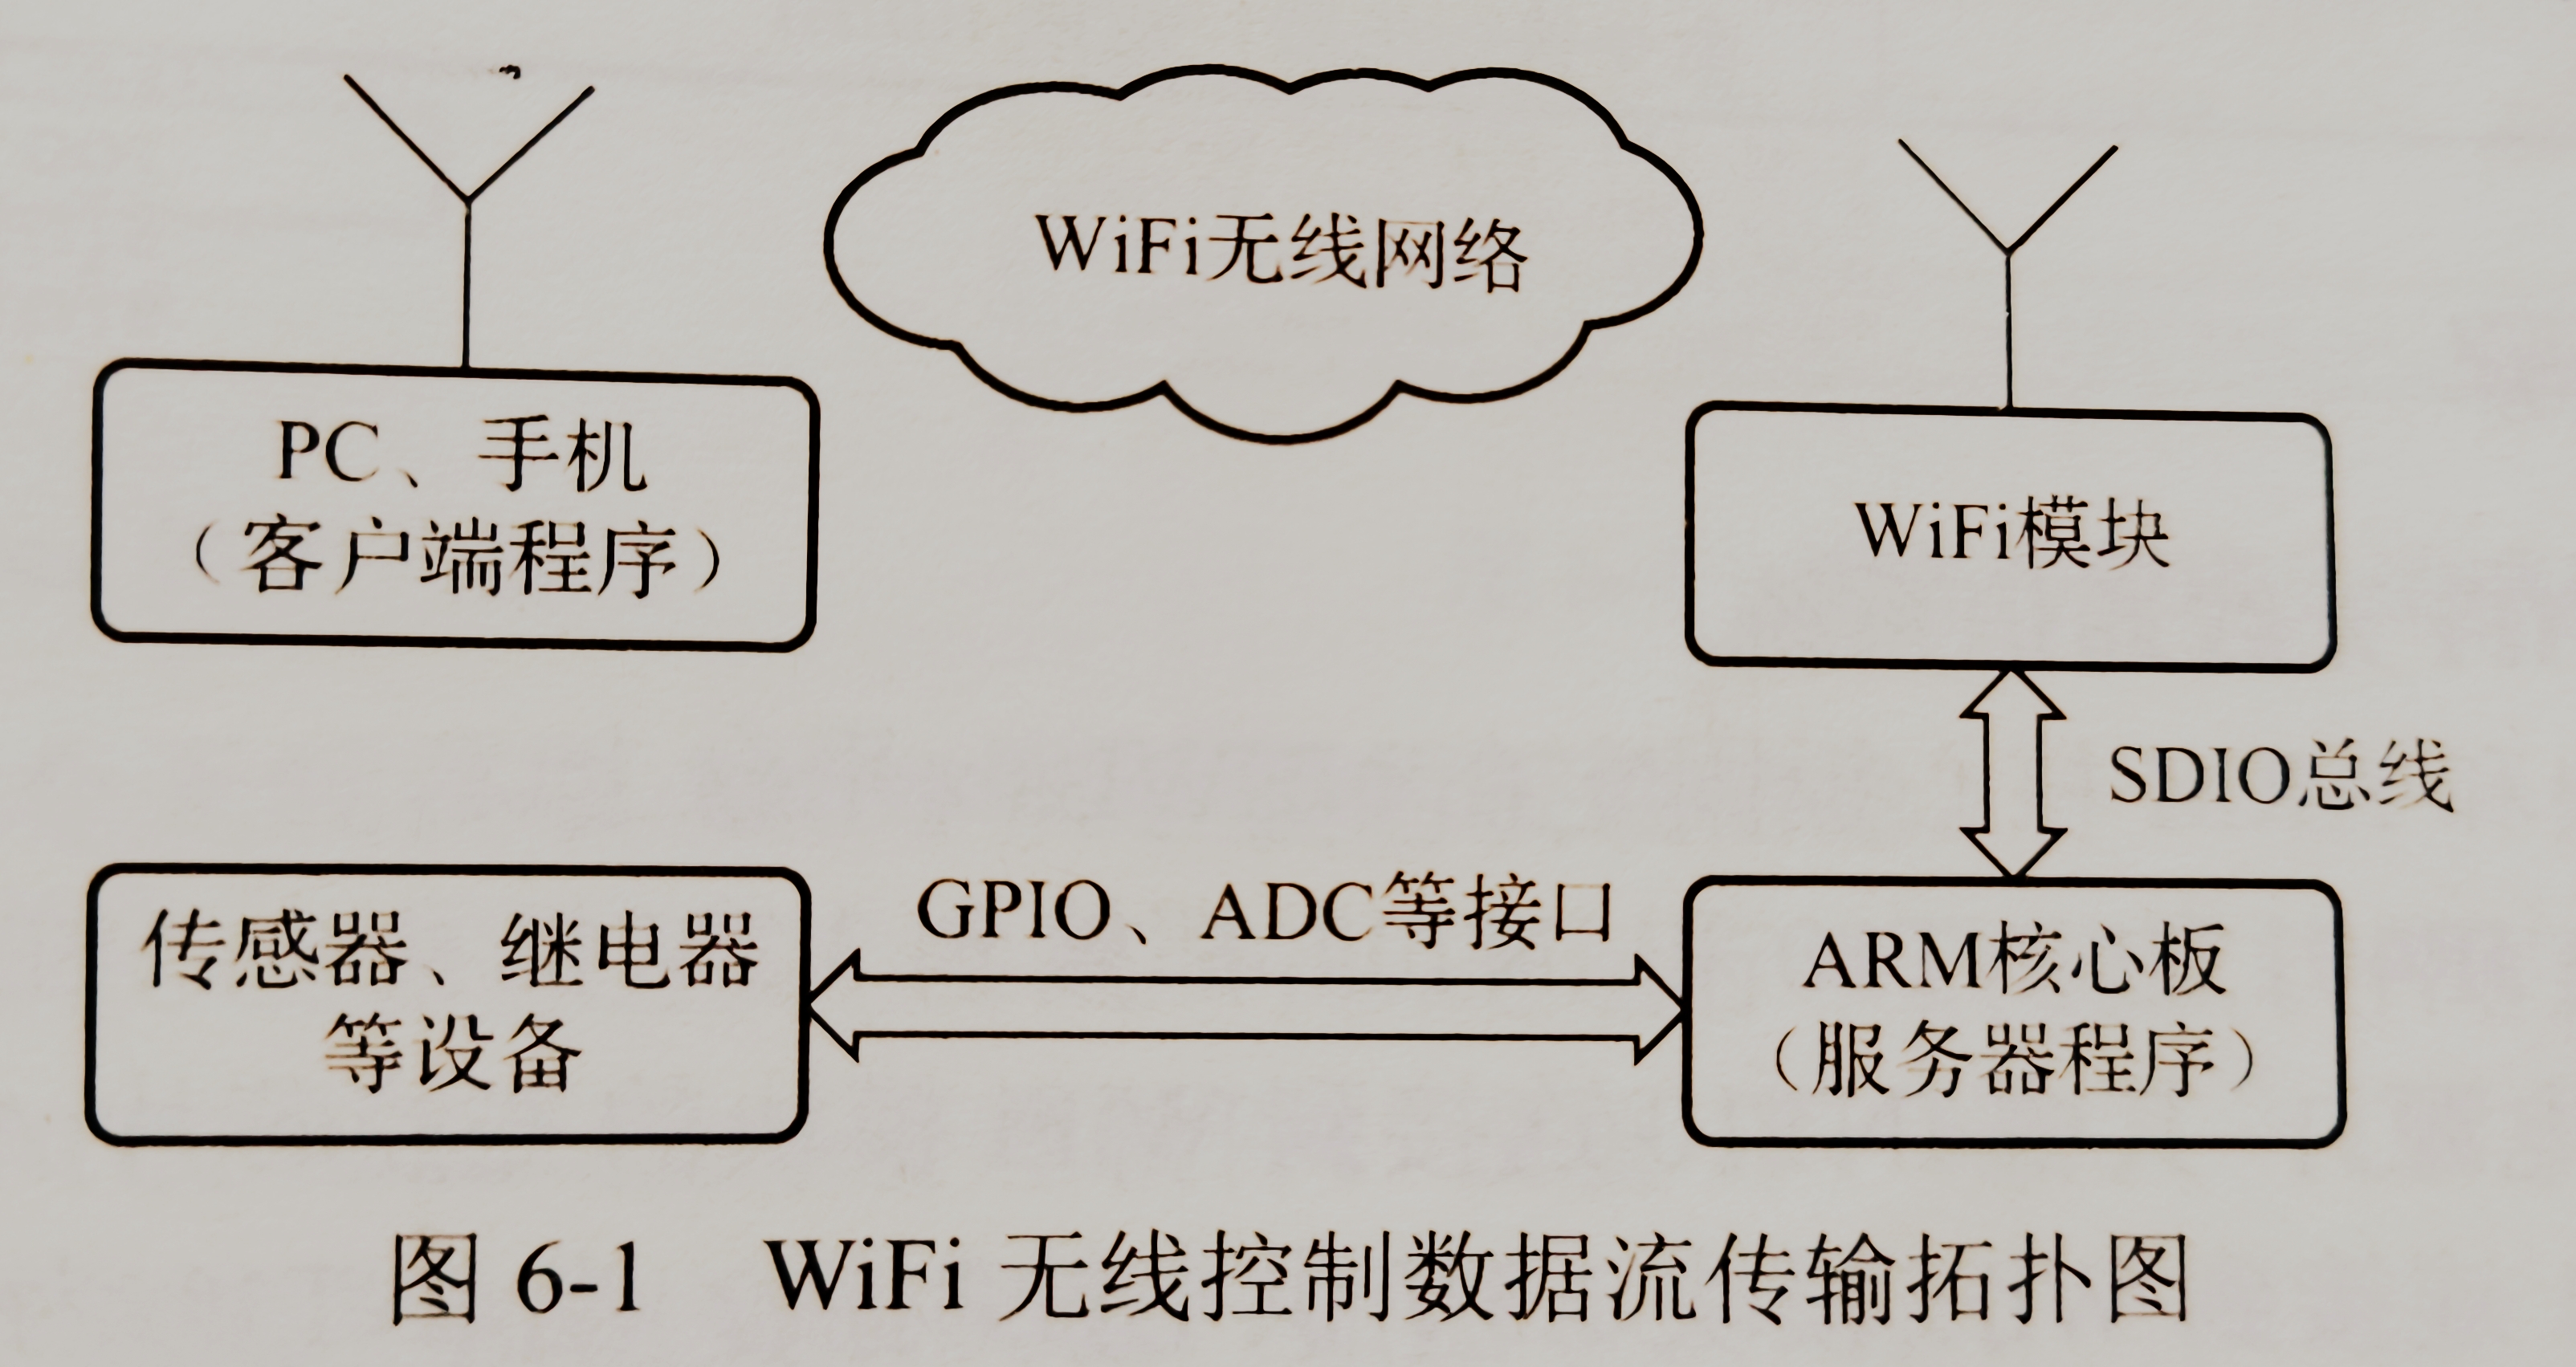 WiFi无线网络
PC、手机
（客户端程序）
WiFi模块
SDIO总线
GPIO、ADC等接口
传感器、继电器
等设备
ARM核心板
（服务器程序）
图 6-1 WiFi 无线控制数据流传输拓扑图